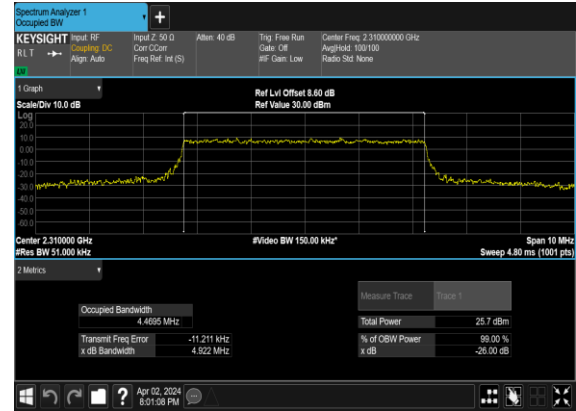 Spectrum Analyzer 1
Occupied BW
+
KEYSIGHT Input: RF Input Z: 50 Ω Atten: 40 dB Trig: Free Run Center Freq: 2.310000000 GHz
RLT Coupling: DC Corr CCorr Gate: Off Avg|Hold: 100/100
Align: Auto Freq Ref: Int (S) #IF Gain: Low Radio Std: None
LU
1 Graph
Ref Lvl Offset 8.60 dB
Scale/Div 10.0 dB Ref Value 30.00 dBm
Log
20.0
10.0
0.00
-10.0
-20.0
-30.0
-40.0
-50.0
-60.0
Center 2.310000 GHz #Video BW 150.00 kHz* Span 10 MHz
#Res BW 51.000 kHz Sweep 4.80 ms (1001 pts)
2 Metrics
Measure Trace Trace 1
Occupied Bandwidth
4.4695 MHz Total Power 25.7 dBm
Transmit Freq Error -11.211 kHz % of OBW Power 99.00 %
x dB Bandwidth 4.922 MHz x dB -26.00 dB
? Apr 02, 2024
8:01:08 PM